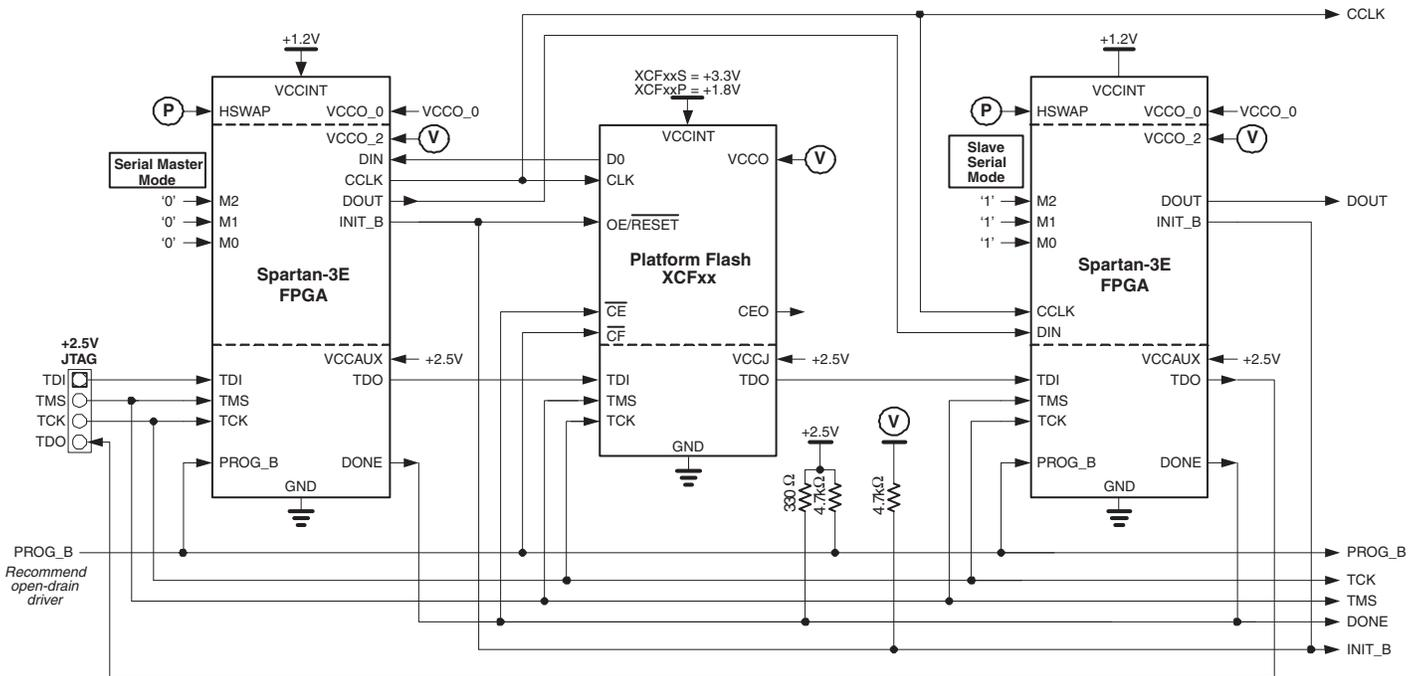 CCLK
+1.2V
VCCINT
P
HSWAP
VCCO_0
VCCO_0
VCCO_2
V
Serial Master
Mode
DIN
CCLK
DOUT
INIT_B
'0'
M2
'0'
M1
'0'
M0
Spartan-3E
FPGA
VCCAUX
+2.5V
+2.5V
JTAG
TDI
TMS
TCK
TDO
TDI
TMS
TCK
TDO
PROG_B
DONE
GND
XCFxxS = +3.3V
XCFxxP = +1.8V
VCCINT
D0
VCCO
V
CLK
OE/RESET
Platform Flash
XCFxx
CE
CEO
CF
VCCJ
+2.5V
TDI
TDO
TMS
TCK
GND
+2.5V
330 Ω
4.7kΩ
V
4.7kΩ
+1.2V
VCCINT
P
HSWAP
VCCO_0
VCCO_0
VCCO_2
V
Slave
Serial
Mode
'1'
M2
'1'
M1
'1'
M0
DOUT
INIT_B
DOUT
Spartan-3E
FPGA
CCLK
DIN
VCCAUX
+2.5V
TDI
TDO
TMS
TCK
PROG_B
DONE
GND
PROG_B
Recommend
open-drain
driver
PROG_B
TCK
TMS
DONE
INIT_B